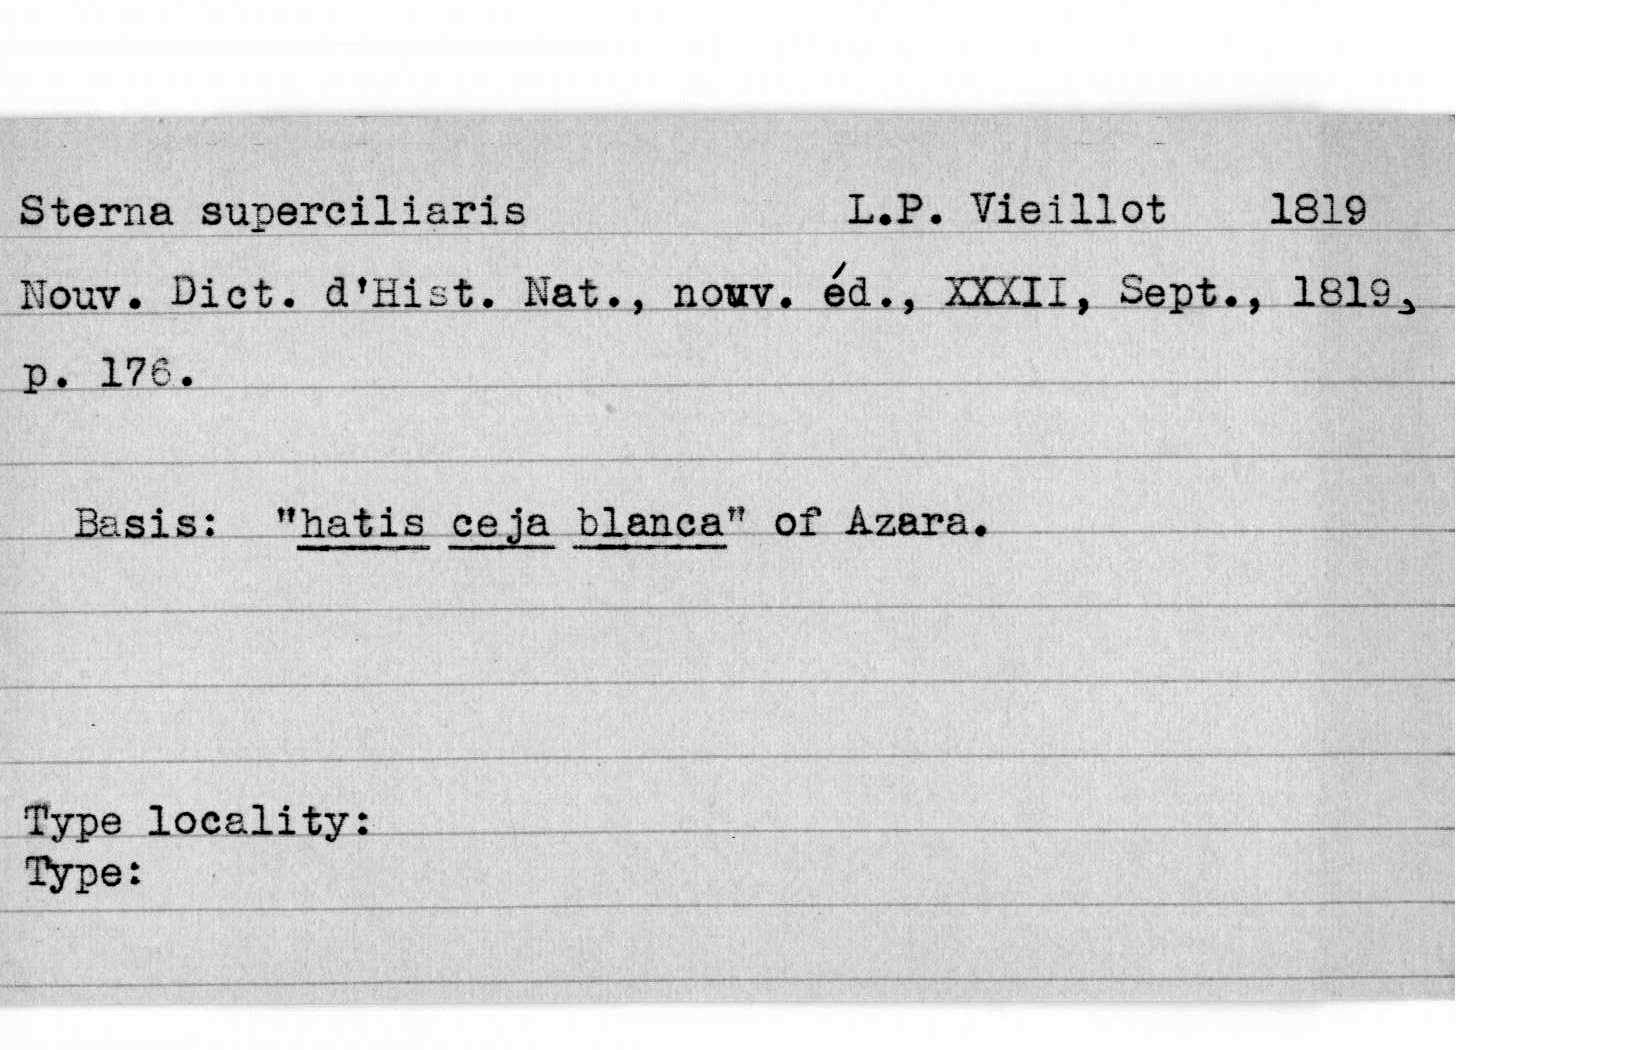 Sterna superciliaris L.P. Vieillot 1819
Nouv. Dict. d'Hist. Nat., nouv. éd., XXXII, Sept., 1819,
p. 176.
Basis: "hatis ceja blanca" of Azara.
Type locality:
Type: